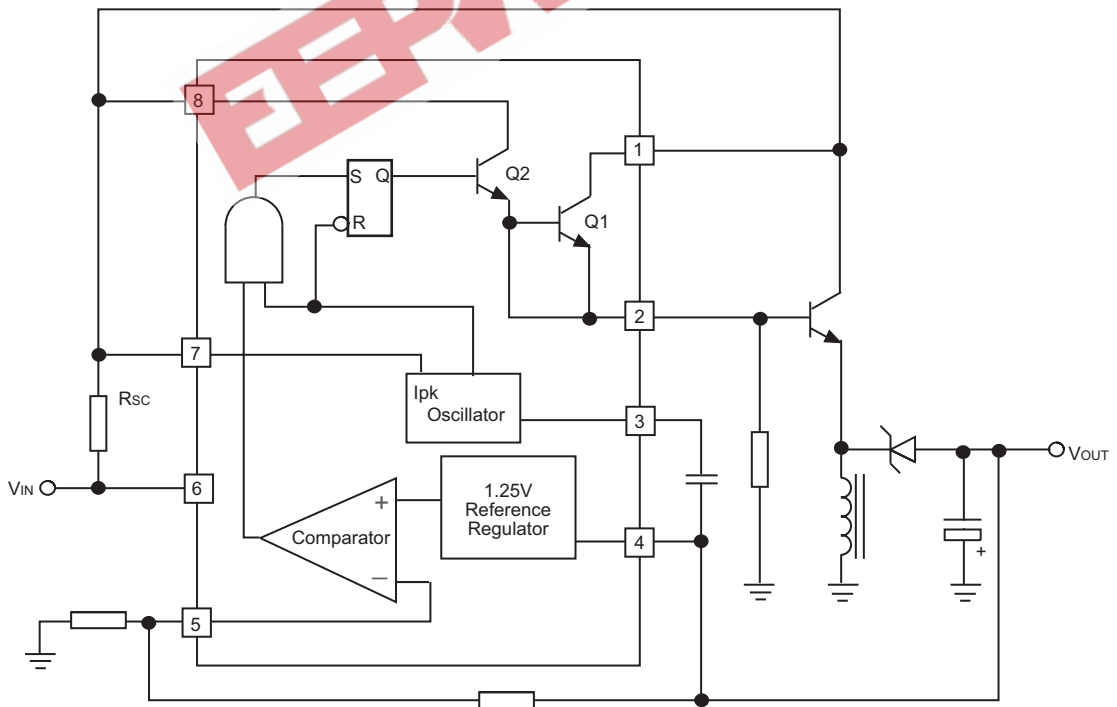 8
1
S Q
Q2
R
Q1
2
7
Ipk
Oscillator
RSC
3
VOUT
VIN
6
1.25V
Reference
Regulator
+
Comparator
4
+
−
5